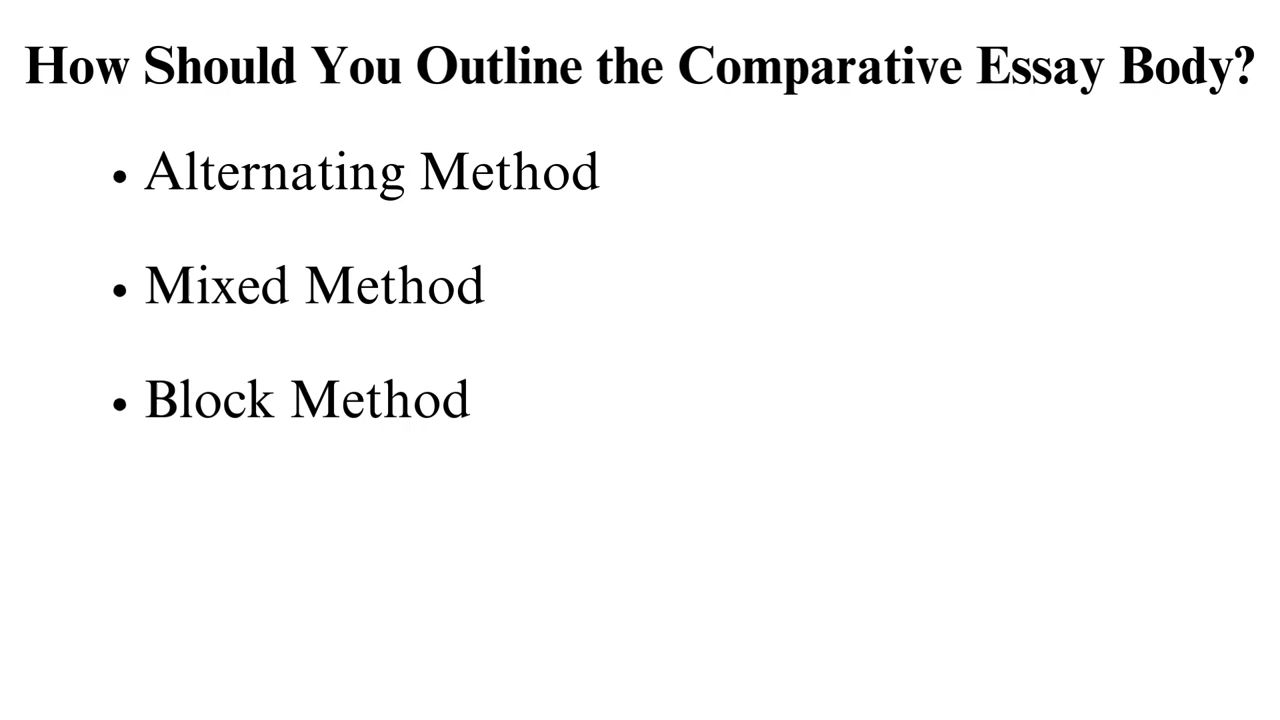 How Should You Outline the Comparative Essay Body?
• Alternating Method
• Mixed Method
• Block Method